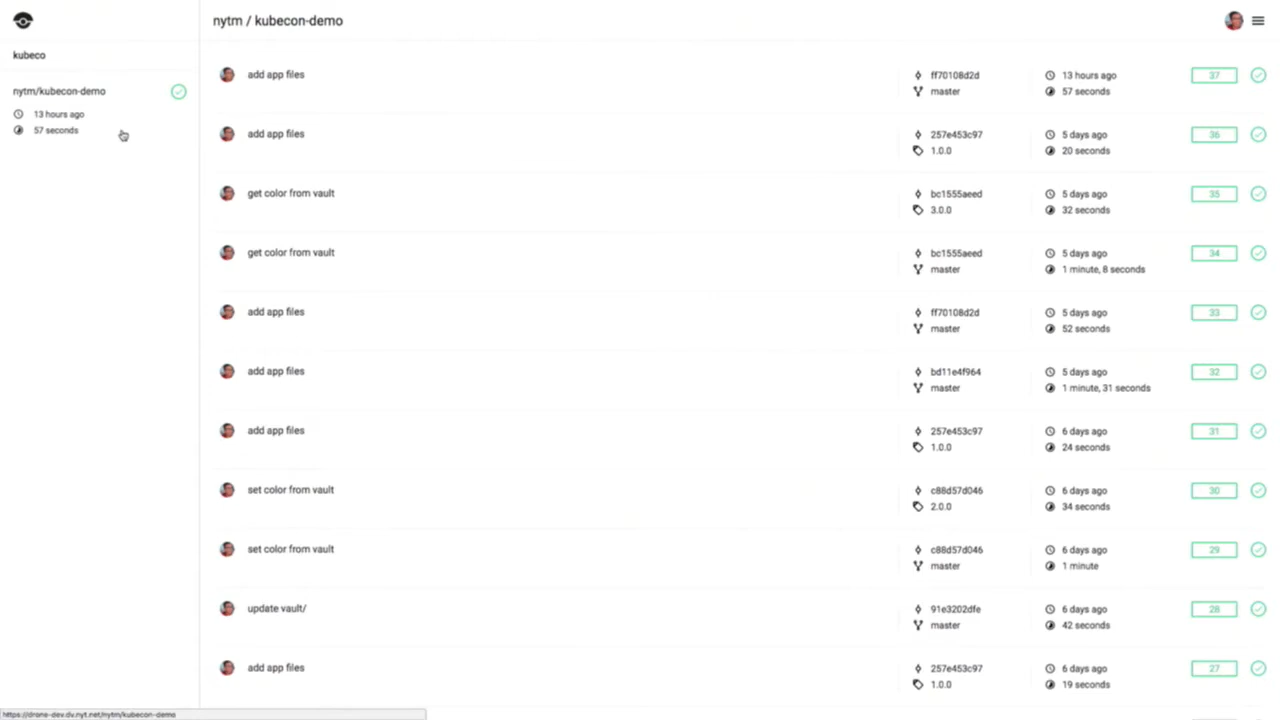 nytm / kubecon-demo
kubeco
nytm/kubecon-demo
13 hours ago
57 seconds
add app files
ff70108d2d
master
13 hours ago
57 seconds
37
add app files
257e453c97
1.0.0
5 days ago
20 seconds
36
get color from vault
bc1555aeed
3.0.0
5 days ago
32 seconds
35
get color from vault
bc1555aeed
master
5 days ago
1 minute, 8 seconds
34
add app files
ff70108d2d
master
5 days ago
52 seconds
33
add app files
bd11e4f964
master
5 days ago
1 minute, 31 seconds
32
add app files
257e453c97
1.0.0
6 days ago
24 seconds
31
set color from vault
c88d57d046
2.0.0
6 days ago
34 seconds
30
set color from vault
c88d57d046
master
6 days ago
1 minute
29
update vault/
91e3202dfe
master
6 days ago
42 seconds
28
add app files
257e453c97
1.0.0
6 days ago
19 seconds
27
https://drone-dev.dv.nyt.net/nytm/kubecon-demo